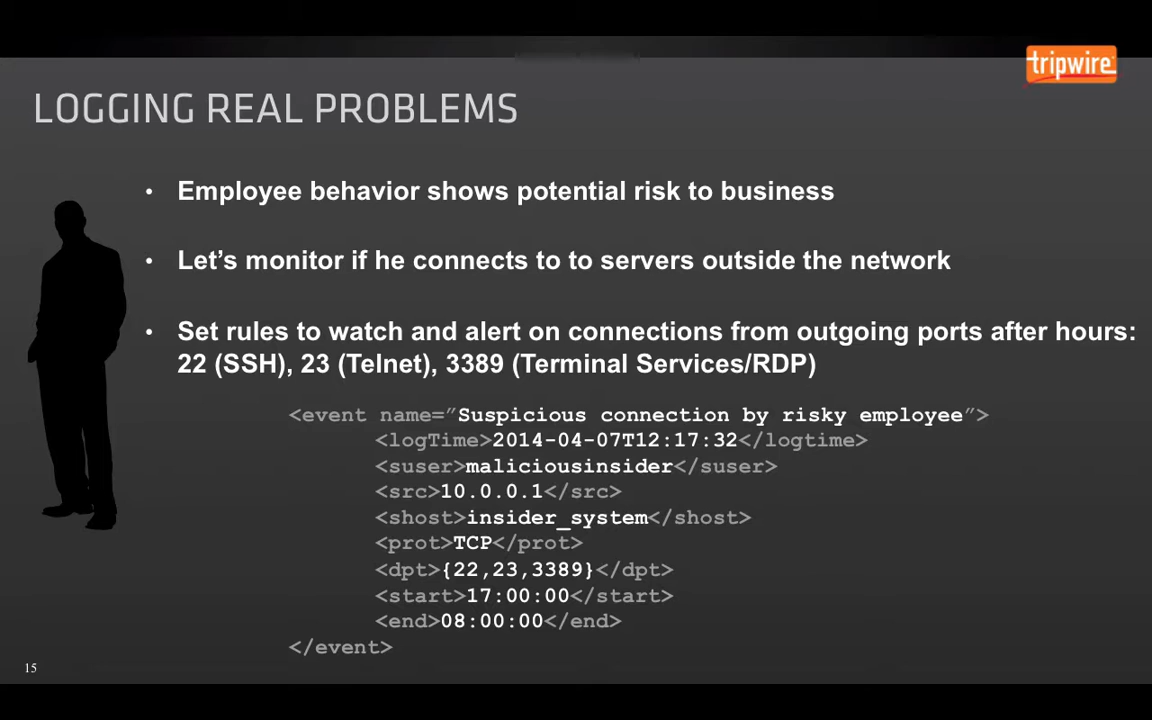 tripwire
LOGGING REAL PROBLEMS
• Employee behavior shows potential risk to business
• Let's monitor if he connects to to servers outside the network
• Set rules to watch and alert on connections from outgoing ports after hours:
22 (SSH), 23 (Telnet), 3389 (Terminal Services/RDP)
<event name=”Suspicious connection by risky employee”>
<logTime>2014-04-07T12:17:32</logtime>
<suser>maliciousinsider</suser>
<src>10.0.0.1</src>
<shost>insider_system</shost>
<prot>TCP</prot>
<dpt>{22,23,3389}</dpt>
<start>17:00:00</start>
<end>08:00:00</end>
</event>
15